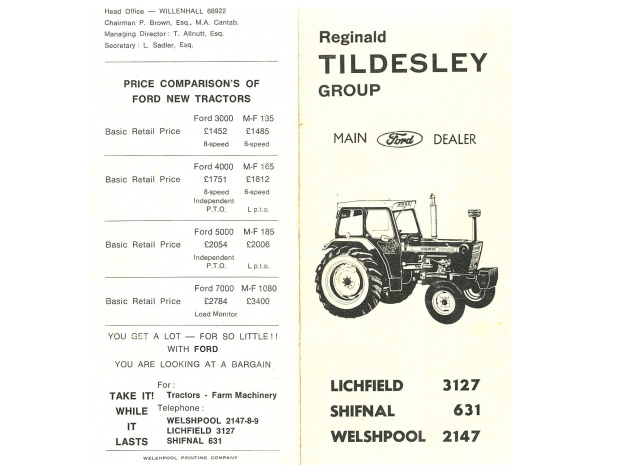 Head Office — WILLENHALL 66922
Chairman P. Brown, Esq., M.A. Cantab.
Managing Director : T. Allnutt, Esq.
Secretary : L. Sadler, Esq.
PRICE COMPARISON'S OF
FORD NEW TRACTORS
Ford 3000 M-F 135
Basic Retail Price £1452 £1485
8-speed 6-speed
Ford 4000 M-F 165
Basic Retail Price £1751 £1812
8-speed 6-speed
Independent
P.T.O. L p.t.o.
Ford 5000 M-F 185
Basic Retail Price £2054 £2006
Independent
P.T.O. L p.t.o.
Ford 7000 M-F 1080
Basic Retail Price £2784 £3400
Load Monitor
YOU GET A LOT — FOR SO LITTLE!!
WITH FORD
YOU ARE LOOKING AT A BARGAIN
TAKE IT!
WHILE
IT
LASTS
For :
Tractors - Farm Machinery
Telephone :
WELSHPOOL 2147-8-9
LICHFIELD 3127
SHIFNAL 631
WELSHPOOL PRINTING COMPANY
Reginald
TILDESLEY
GROUP
MAIN Ford DEALER
LICHFIELD 3127
SHIFNAL 631
WELSHPOOL 2147